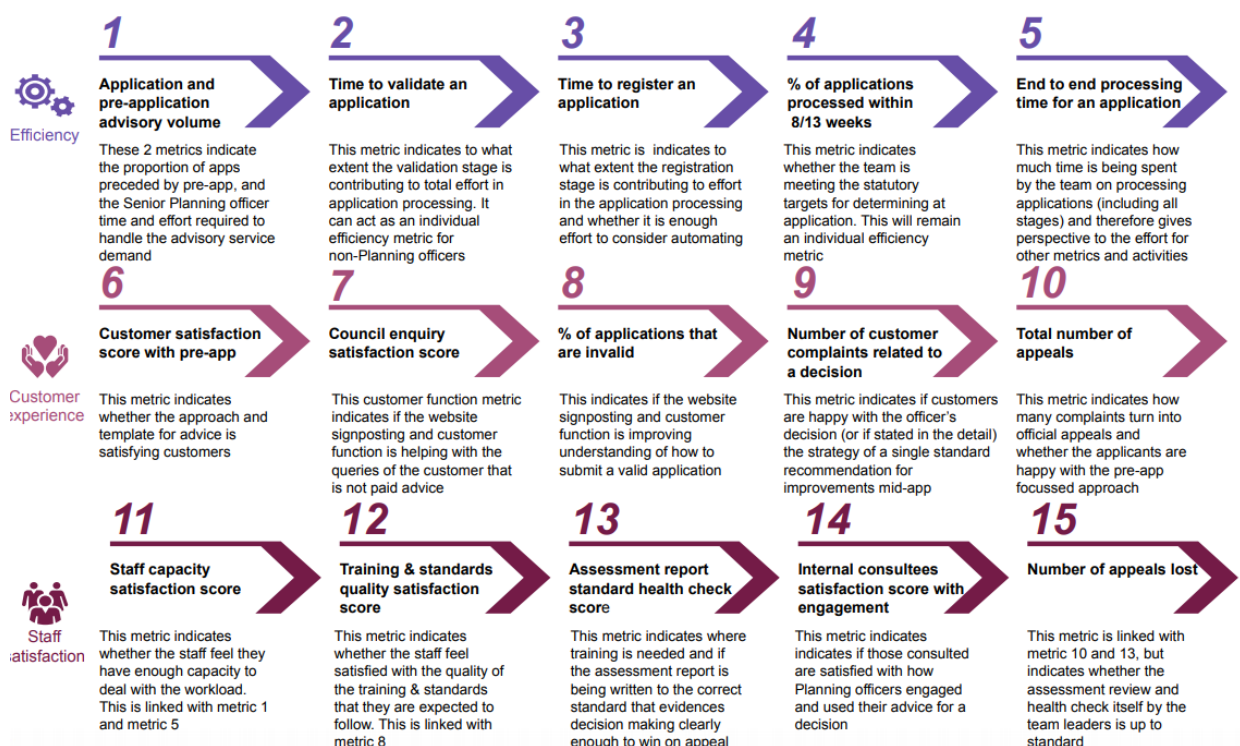 1
Application and
pre-application
advisory volume
These 2 metrics indicate
the proportion of apps
preceded by pre-app, and
the Senior Planning officer
time and effort required to
handle the advisory service
demand
2
Time to validate an
application
This metric indicates to what
extent the validation stage is
contributing to total effort in
application processing. It
can act as an individual
efficiency metric for
non-Planning officers
3
Time to register an
application
This metric is indicates to
what extent the registration
stage is contributing to effort
in the application processing
and whether it is enough
effort to consider automating
4
% of applications
processed within
8/13 weeks
This metric indicates
whether the team is
meeting the statutory
targets for determining at
application. This will remain
an individual efficiency
metric
5
End to end processing
time for an application
This metric indicates how
much time is being spent
by the team on processing
applications (including all
stages) and therefore gives
perspective to the effort for
other metrics and activities
Efficiency
6
Customer satisfaction
score with pre-app
This metric indicates
whether the approach and
template for advice is
satisfying customers
7
Council enquiry
satisfaction score
This customer function metric
indicates if the website
signposting and customer
function is helping with the
queries of the customer that
is not paid advice
8
% of applications that
are invalid
This indicates if the website
signposting and customer
function is improving
understanding of how to
submit a valid application
9
Number of customer
complaints related to
a decision
This metric indicates if customers
are happy with the officer's
decision (or if stated in the detail)
the strategy of a single standard
recommendation for
improvements mid-app
10
Total number of
appeals
This metric indicates how
many complaints turn into
official appeals and
whether the applicants are
happy with the pre-app
focussed approach
Customer
experience
11
Staff capacity
satisfaction score
This metric indicates
whether the staff feel they
have enough capacity to
deal with the workload.
This is linked with metric 1
and metric 5
12
Training & standards
quality satisfaction
score
This metric indicates
whether the staff feel
satisfied with the quality of
the training & standards
that they are expected to
follow. This is linked with
metric 8
13
Assessment report
standard health check
score
This metric indicates where
training is needed and if
the assessment report is
being written to the correct
standard that evidences
decision making clearly
enough to win on appeal
14
Internal consultees
satisfaction score with
engagement
This metric indicates
indicates if those consulted
are satisfied with how
Planning officers engaged
and used their advice for a
decision
15
Number of appeals lost
This metric is linked with
metric 10 and 13, but
indicates whether the
assessment review and
health check itself by the
team leaders is up to
standard
Staff
satisfaction